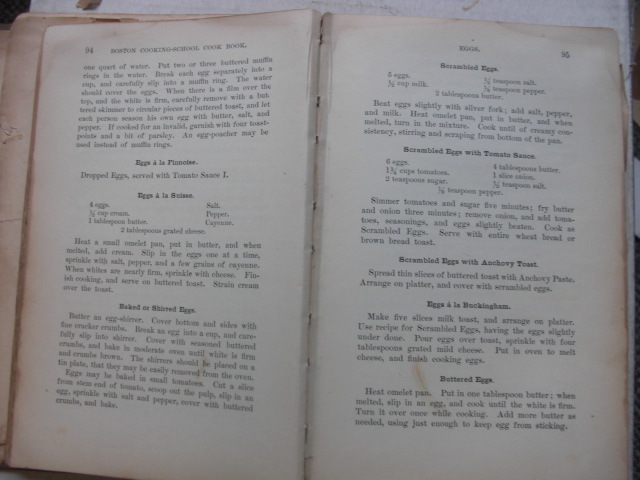 94 BOSTON COOKING-SCHOOL COOK BOOK.
one quart of water. Put two or three buttered muffin
rings in the water. Break each egg separately into a
cup, and carefully slip into a muffin ring. The water
should cover the eggs. When there is a film over the
top, and the white is firm, carefully remove with a but-
tered skimmer to circular pieces of buttered toast, and let
each person season his own egg with butter, salt, and
pepper. If cooked for an invalid, garnish with four toast-
points and a bit of parsley. An egg-poacher may be
used instead of muffin rings.
Eggs à la Finnoise.
Dropped Eggs, served with Tomato Sauce I.
Eggs à la Suisse.
4 eggs. Salt.
½ cup cream. Pepper.
1 tablespoon butter. Cayenne.
2 tablespoons grated cheese.
Heat a small omelet pan, put in butter, and when
melted, add cream. Slip in the eggs one at a time,
sprinkle with salt, pepper, and a few grains of cayenne.
When whites are nearly firm, sprinkle with cheese. Fin-
ish cooking, and serve on buttered toast. Strain cream
over the toast.
Baked or Shirred Eggs.
Butter an egg-shirrer. Cover bottom and sides with
fine cracker crumbs. Break an egg into a cup, and care-
fully slip into shirrer. Cover with seasoned buttered
crumbs, and bake in moderate oven until white is firm
and crumbs brown. The shirrers should be placed on a
tin plate, that they may be easily removed from the oven.
Eggs may be baked in small tomatoes. Cut a slice
from stem end of tomato, scoop out the pulp, slip in an
egg, sprinkle with salt and pepper, cover with buttered
crumbs, and bake.
EGGS. 95
Scrambled Eggs.
5 eggs. ½ teaspoon salt.
½ cup milk. ⅛ teaspoon pepper.
2 tablespoons butter.
Beat eggs slightly with silver fork; add salt, pepper,
and milk. Heat omelet pan, put in butter, and when
melted, turn in the mixture. Cook until of creamy con-
sistency, stirring and scraping from bottom of the pan.
Scrambled Eggs with Tomato Sauce.
6 eggs. 4 tablespoons butter.
1¾ cups tomatoes. 1 slice onion.
2 teaspoons sugar. ½ teaspoon salt.
⅛ teaspoon pepper.
Simmer tomatoes and sugar five minutes; fry butter
and onion three minutes; remove onion, and add toma-
toes, seasonings, and eggs slightly beaten. Cook as
Scrambled Eggs. Serve with entire wheat bread or
brown bread toast.
Scrambled Eggs with Anchovy Toast.
Spread thin slices of buttered toast with Anchovy Paste.
Arrange on platter, and cover with scrambled eggs.
Eggs à la Buckingham.
Make five slices milk toast, and arrange on platter.
Use recipe for Scrambled Eggs, having the eggs slightly
under done. Pour eggs over toast, sprinkle with four
tablespoons grated mild cheese. Put in oven to melt
cheese, and finish cooking eggs.
Buttered Eggs.
Heat omelet pan. Put in one tablespoon butter; when
melted, slip in an egg, and cook until the white is firm.
Turn it over once while cooking. Add more butter as
needed, using just enough to keep egg from sticking.